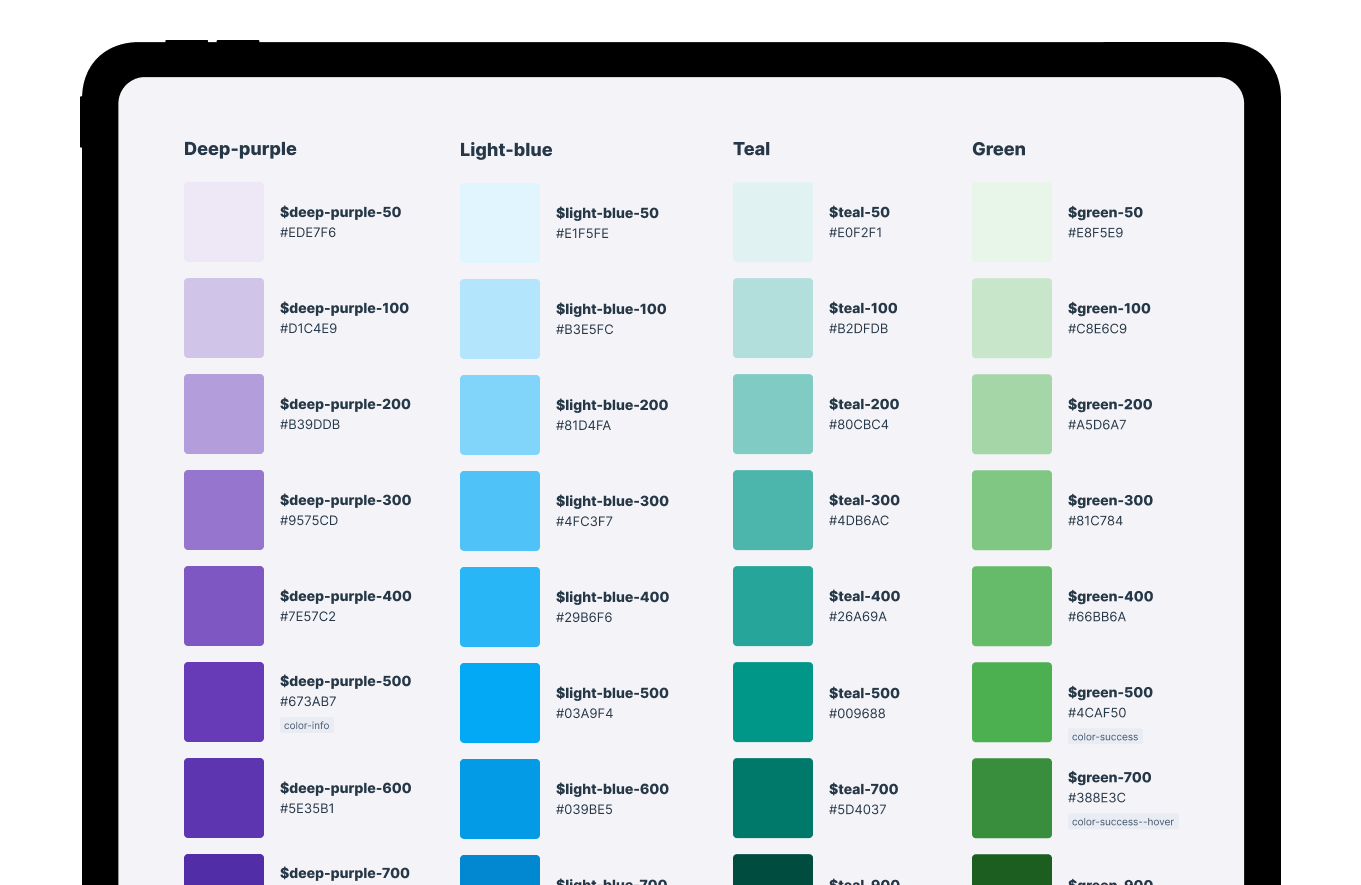 Deep-purple
$deep-purple-50
#EDE7F6
$deep-purple-100
#D1C4E9
$deep-purple-200
#B39DDB
$deep-purple-300
#9575CD
$deep-purple-400
#7E57C2
$deep-purple-500
#673AB7
color-info
$deep-purple-600
#5E35B1
$deep-purple-700
Light-blue
$light-blue-50
#E1F5FE
$light-blue-100
#B3E5FC
$light-blue-200
#81D4FA
$light-blue-300
#4FC3F7
$light-blue-400
#29B6F6
$light-blue-500
#03A9F4
$light-blue-600
#039BE5
$light-blue-700
Teal
$teal-50
#E0F2F1
$teal-100
#B2DFDB
$teal-200
#80CBC4
$teal-300
#4DB6AC
$teal-400
#26A69A
$teal-500
#009688
$teal-700
#5D4037
$teal-900
Green
$green-50
#E8F5E9
$green-100
#C8E6C9
$green-200
#A5D6A7
$green-300
#81C784
$green-400
#66BB6A
$green-500
#4CAF50
color-success
$green-700
#388E3C
color-success--hover
$green-900